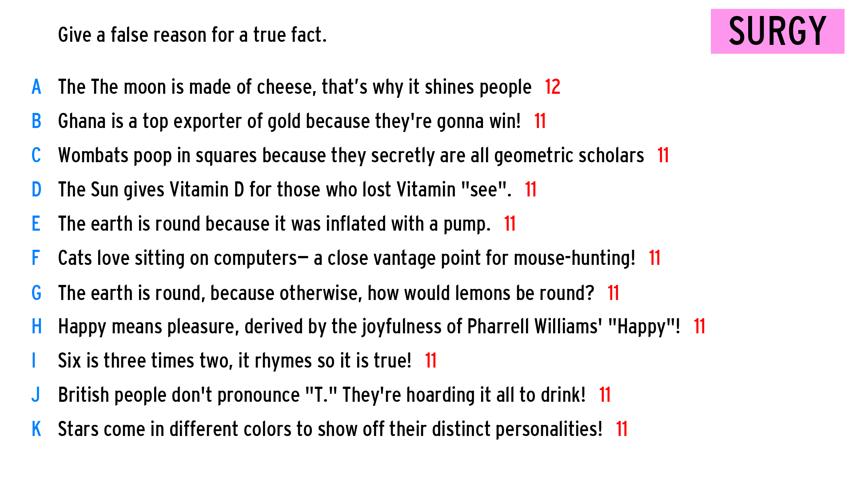 Give a false reason for a true fact.
SURGY
A The The moon is made of cheese, that's why it shines people 12
B Ghana is a top exporter of gold because they're gonna win! 11
C Wombats poop in squares because they secretly are all geometric scholars 11
D The Sun gives Vitamin D for those who lost Vitamin "see". 11
E The earth is round because it was inflated with a pump. 11
F Cats love sitting on computers– a close vantage point for mouse-hunting! 11
G The earth is round, because otherwise, how would lemons be round? 11
H Happy means pleasure, derived by the joyfulness of Pharrell Williams' "Happy"! 11
I Six is three times two, it rhymes so it is true! 11
J British people don't pronounce "T." They're hoarding it all to drink! 11
K Stars come in different colors to show off their distinct personalities! 11